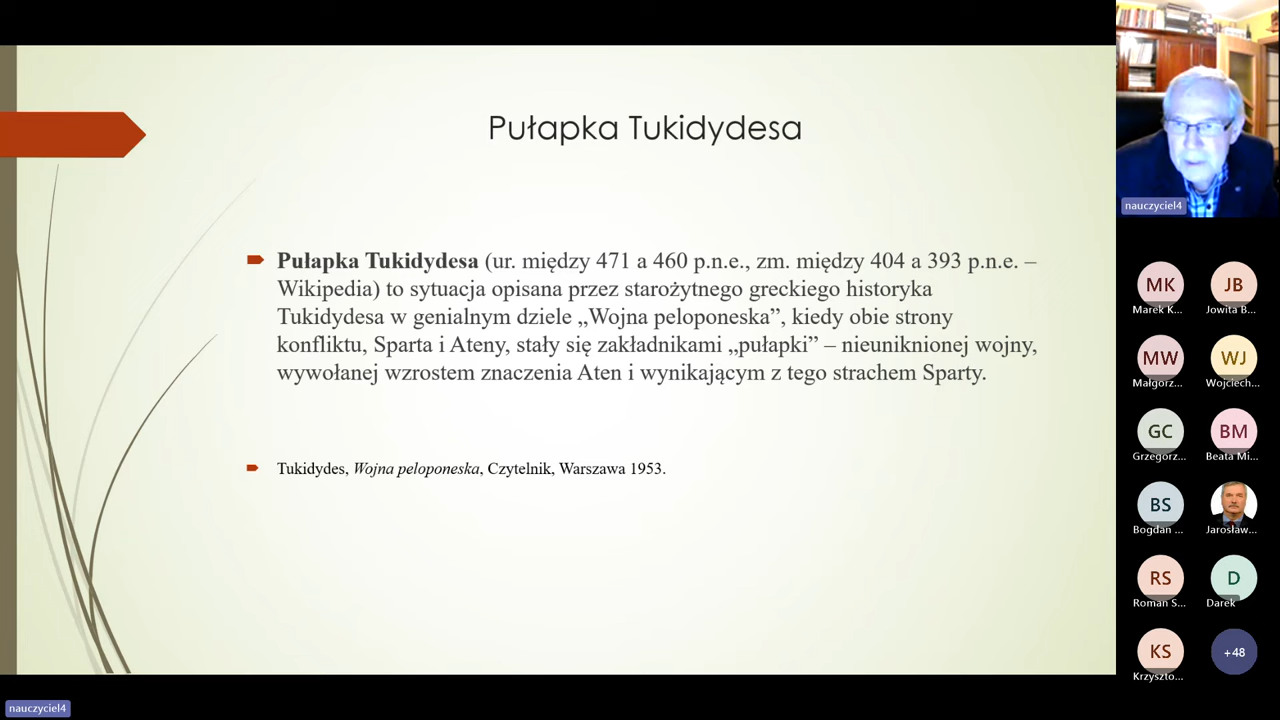 Pułapka Tukidydesa
Pułapka Tukidydesa (ur. między 471 a 460 p.n.e., zm. między 404 a 393 p.n.e. –
Wikipedia) to sytuacja opisana przez starożytnego greckiego historyka
Tukidydesa w genialnym dziele „Wojna peloponeska”, kiedy obie strony
konfliktu, Sparta i Ateny, stały się zakładnikami „pułapki” – nieuniknionej wojny,
wywołanej wzrostem znaczenia Aten i wynikającym z tego strachem Sparty.
Tukidydes, Wojna peloponeska, Czytelnik, Warszawa 1953.
nauczyciel4
MK
JB
Marek K...
Jowita B...
MW
WJ
Małgorz...
Wojciech...
GC
BM
Grzegorz...
Beata Mi...
BS
Bogdan ...
Jarosław...
RS
D
Roman S...
Darek
KS
+48
Krzyszto...
nauczyciel4